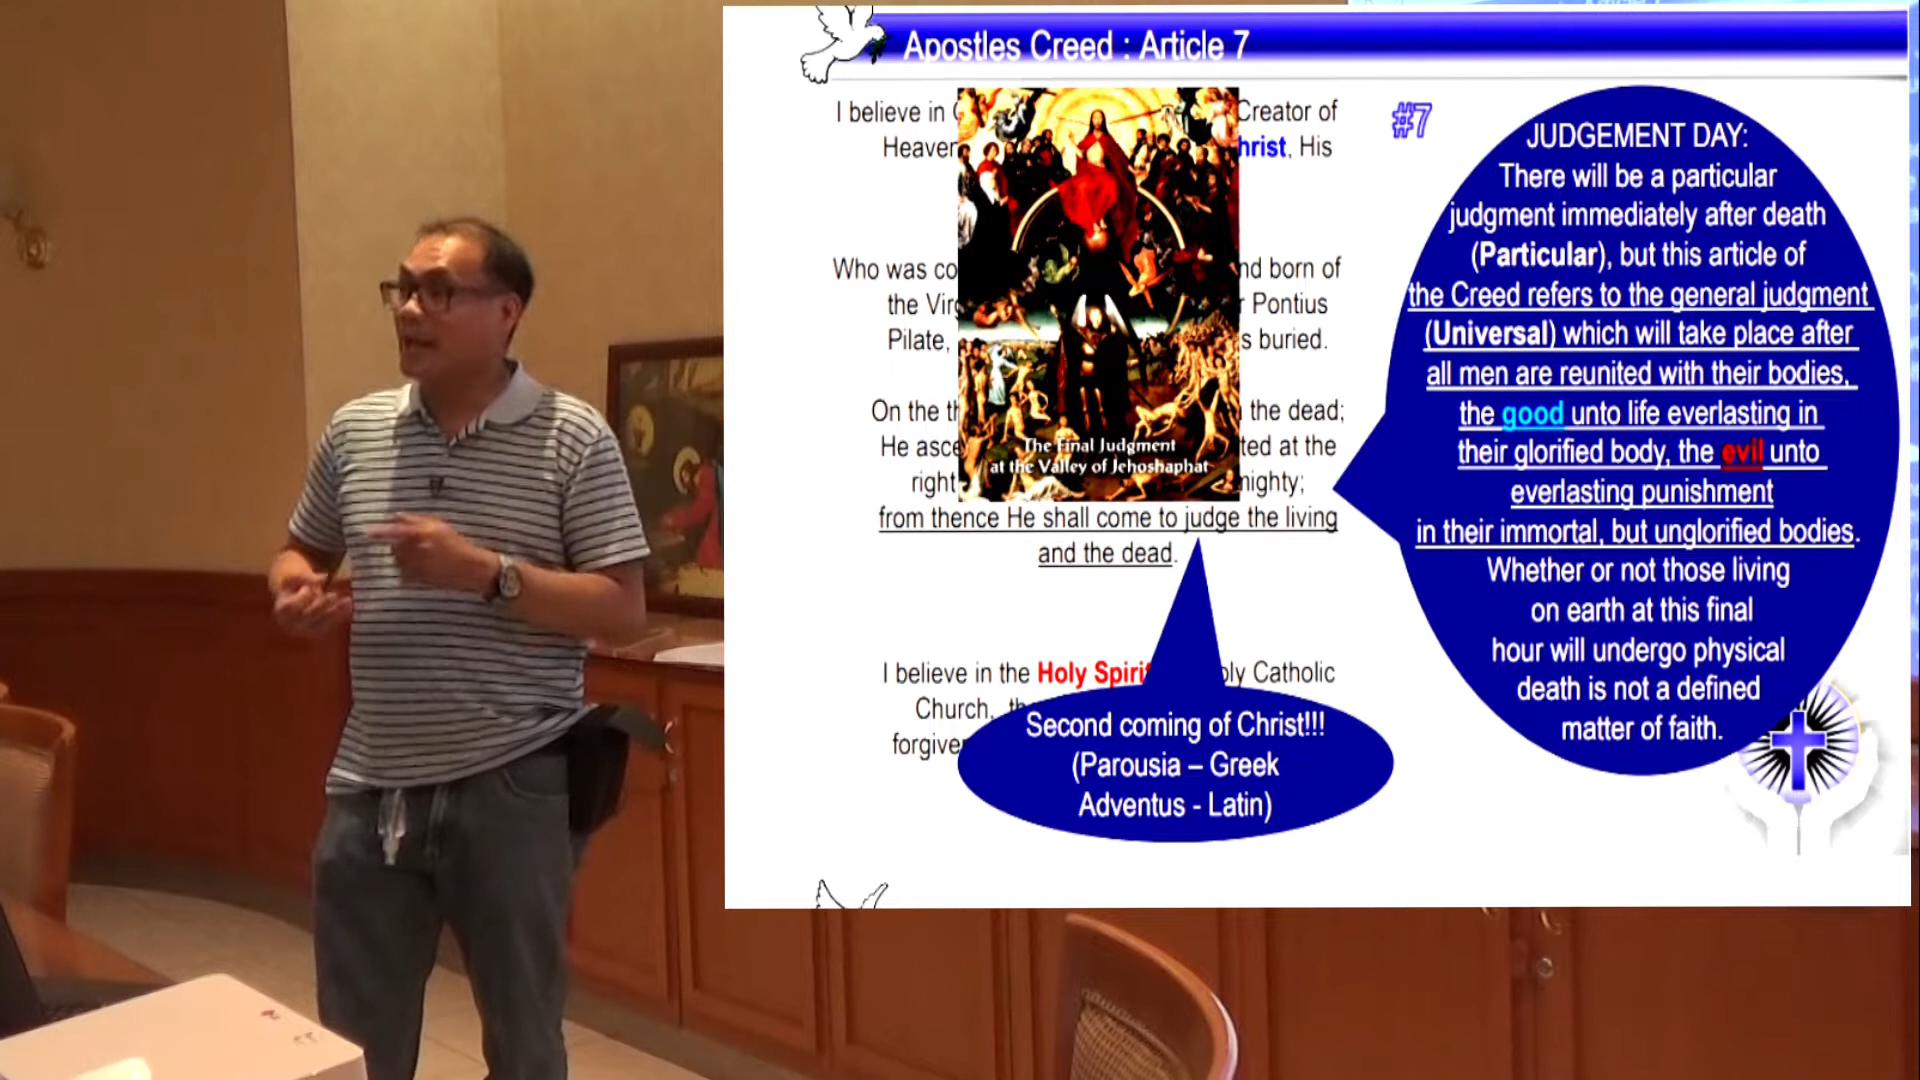 Apostles Creed : Article 7
I believe in
Creator of
Heaven
hrist, His
Who was co
nd born of
the Vir
Pontius
Pilate,
s buried.
On the th
the dead;
He asce
ted at the
right
mighty;
from thence He shall come to judge the living
and the dead.
The Final Judgment
at the Valley of Jehoshaphat
I believe in the Holy Spirit
oly Catholic
Church,
forgive
Second coming of Christ!!!
(Parousia – Greek
Adventus - Latin)
#7
JUDGEMENT DAY:
There will be a particular
judgment immediately after death
(Particular), but this article of
the Creed refers to the general judgment
(Universal) which will take place after
all men are reunited with their bodies,
the good unto life everlasting in
their glorified body, the evil unto
everlasting punishment
in their immortal, but unglorified bodies.
Whether or not those living
on earth at this final
hour will undergo physical
death is not a defined
matter of faith.